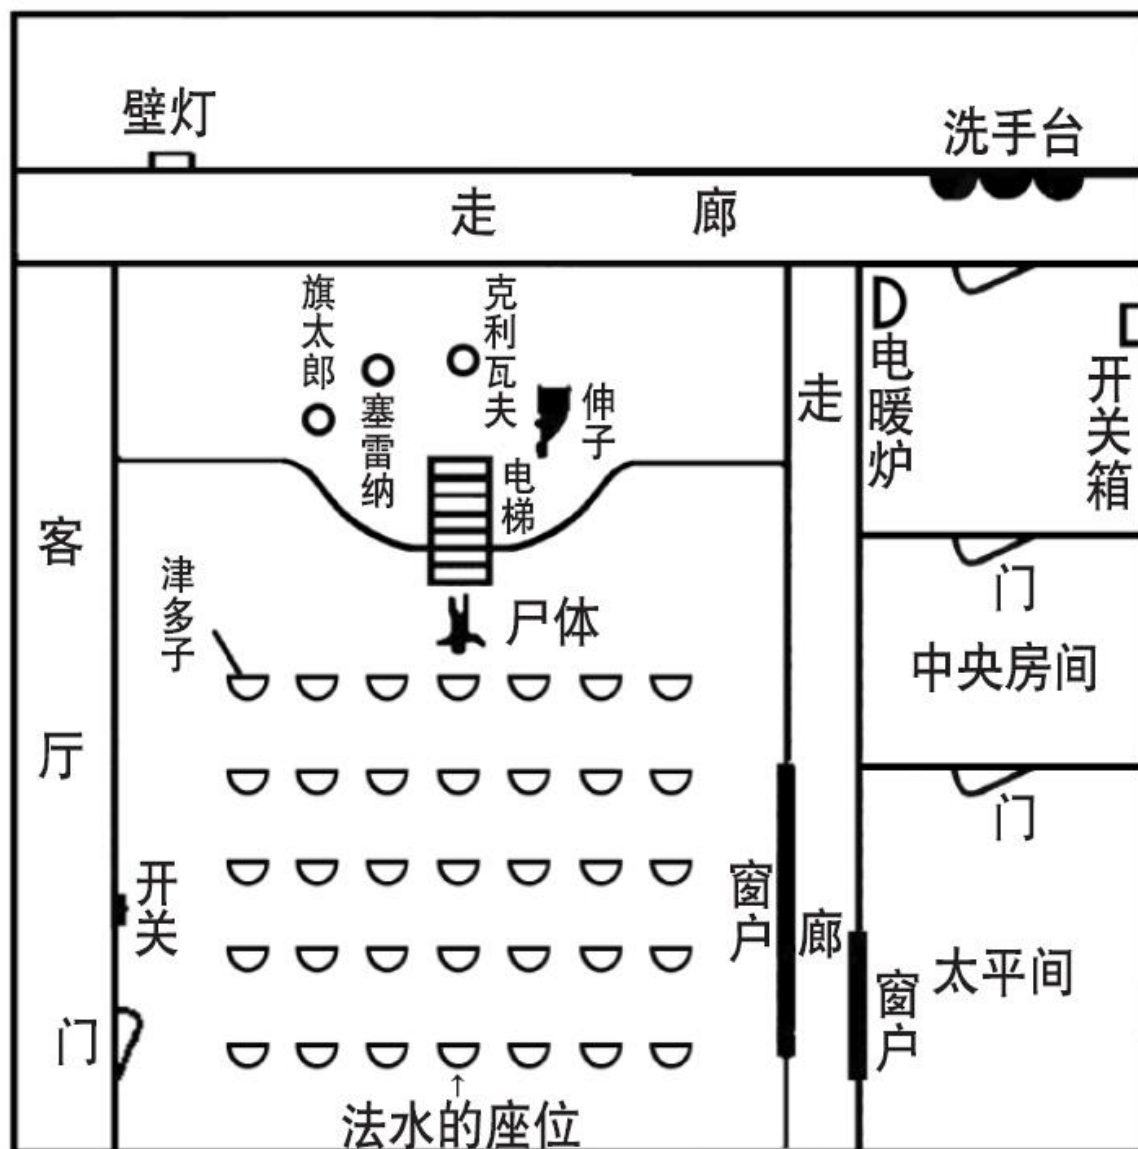 壁灯
洗手台
走廊
旗太郎
塞雷纳
克利瓦夫
伸子
电梯
走廊
电暖炉
开关箱
客厅
津多子
尸体
门
中央房间
门
开关
窗户
窗户
太平间
门
↑
法水的座位